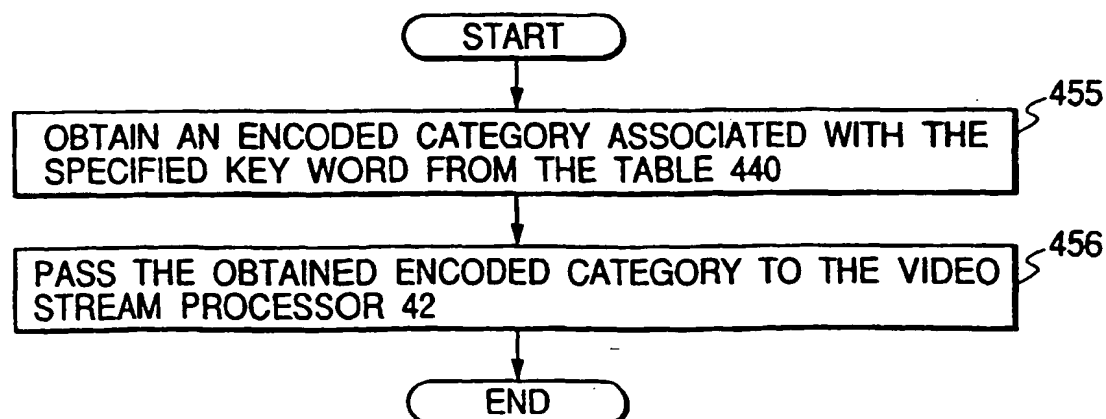 START
455
OBTAIN AN ENCODED CATEGORY ASSOCIATED WITH THE
SPECIFIED KEY WORD FROM THE TABLE 440
456
PASS THE OBTAINED ENCODED CATEGORY TO THE VIDEO
STREAM PROCESSOR 42
END